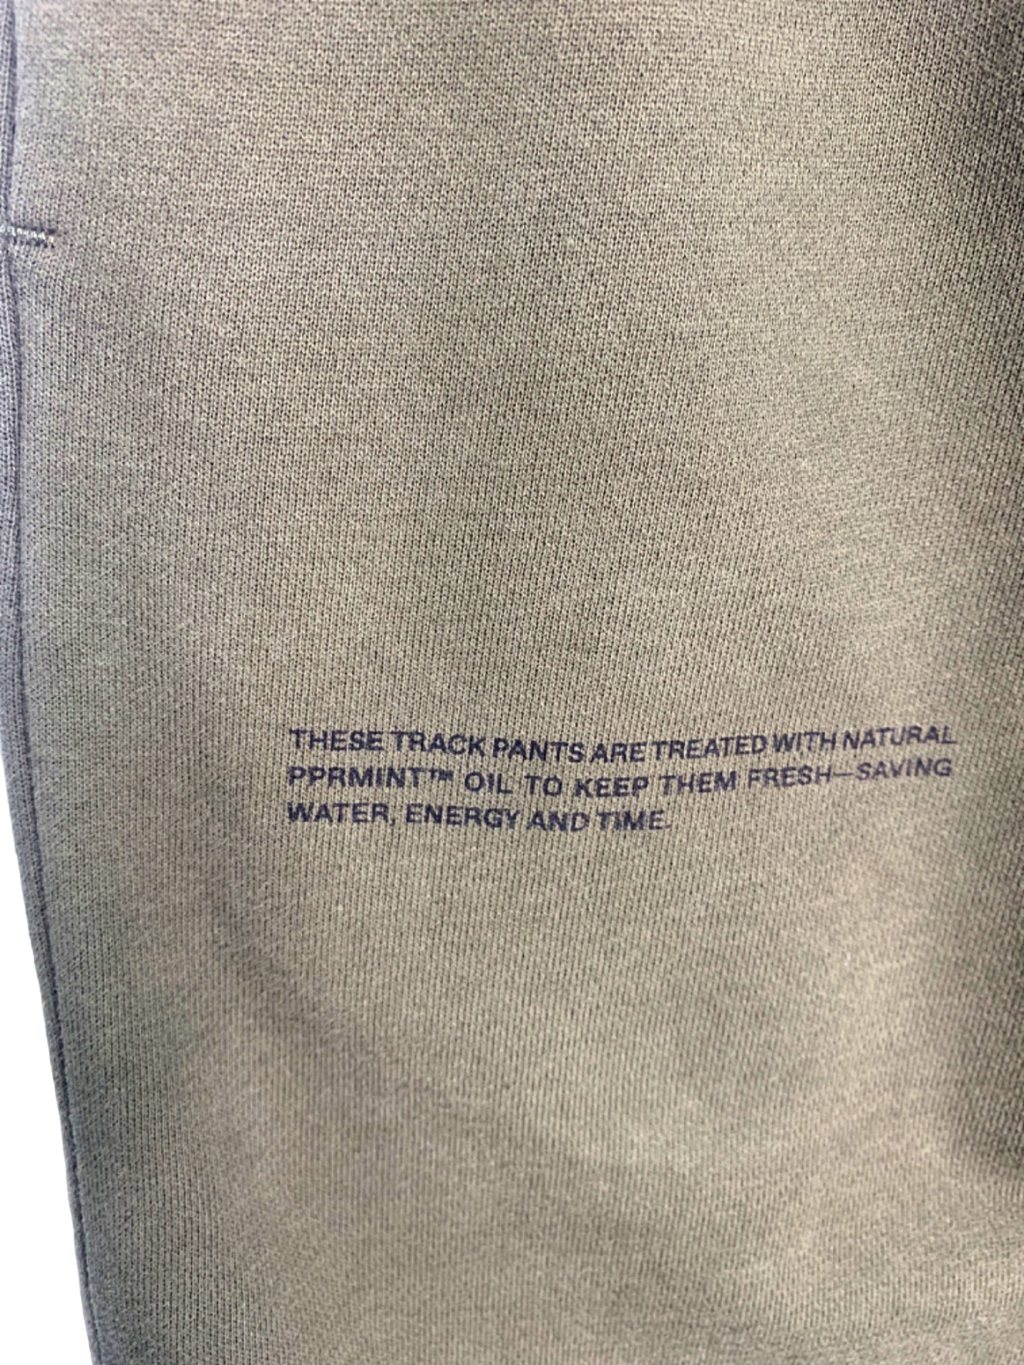 THESE TRACK PANTS ARE TREATED WITH NATURAL
PPRMINT™ OIL TO KEEP THEM FRESH—SAVING
WATER, ENERGY AND TIME.